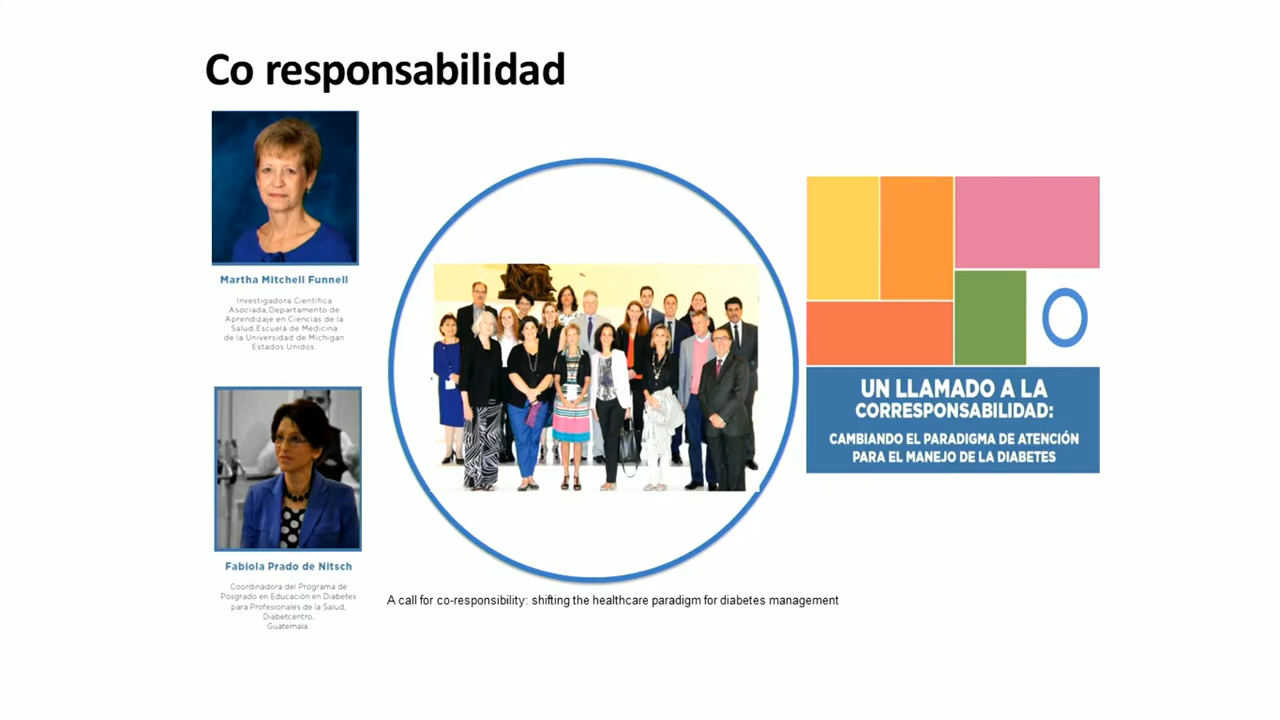 Co responsabilidad
Martha Mitchell Funnell
Investigadora Científica
Asociada,Departamento de
Aprendizaje en Ciencias de la
Salud,Escuela de Medicina
de la Universidad de Michigan
Estados Unidos.
Fabiola Prado de Nitsch
Coordinadora del Programa de
Posgrado en Educación en Diabetes
para Profesionales de la Salud,
Diabetcentro,
Guatemala.
A call for co-responsibility: shifting the healthcare paradigm for diabetes management
UN LLAMADO A LA
CORRESPONSABILIDAD:
CAMBIANDO EL PARADIGMA DE ATENCIÓN
PARA EL MANEJO DE LA DIABETES